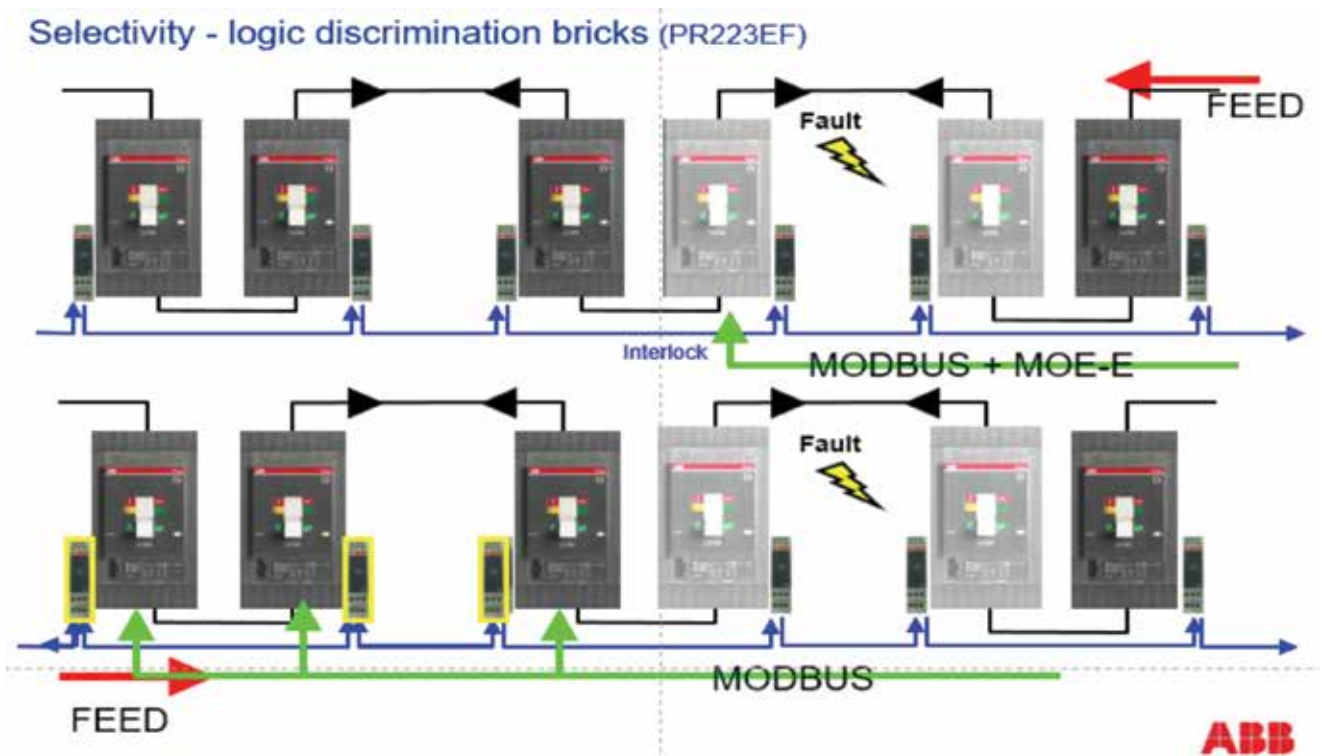 Selectivity - logic discrimination bricks (PR223EF)
FEED
Fault
Interlock
MODBUS + MOE-E
Fault
MODBUS
FEED
ABB